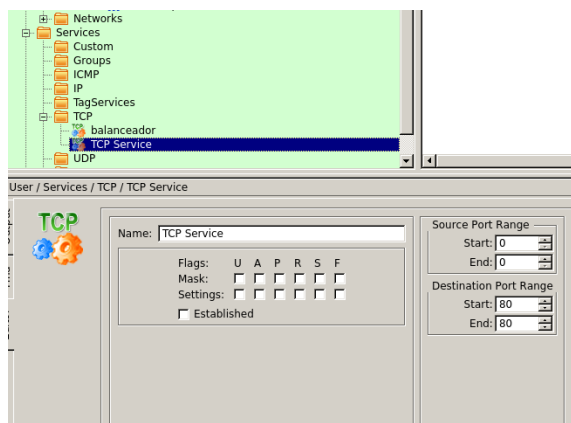 Networks
Services
Custom
Groups
ICMP
IP
TagServices
TCP
balanceador
TCP Service
UDP
User / Services / TCP / TCP Service
TCP
Name: TCP Service
Flags: U A P R S F
Mask:
Settings:
Established
Source Port Range
Start: 0
End: 0
Destination Port Range
Start: 80
End: 80